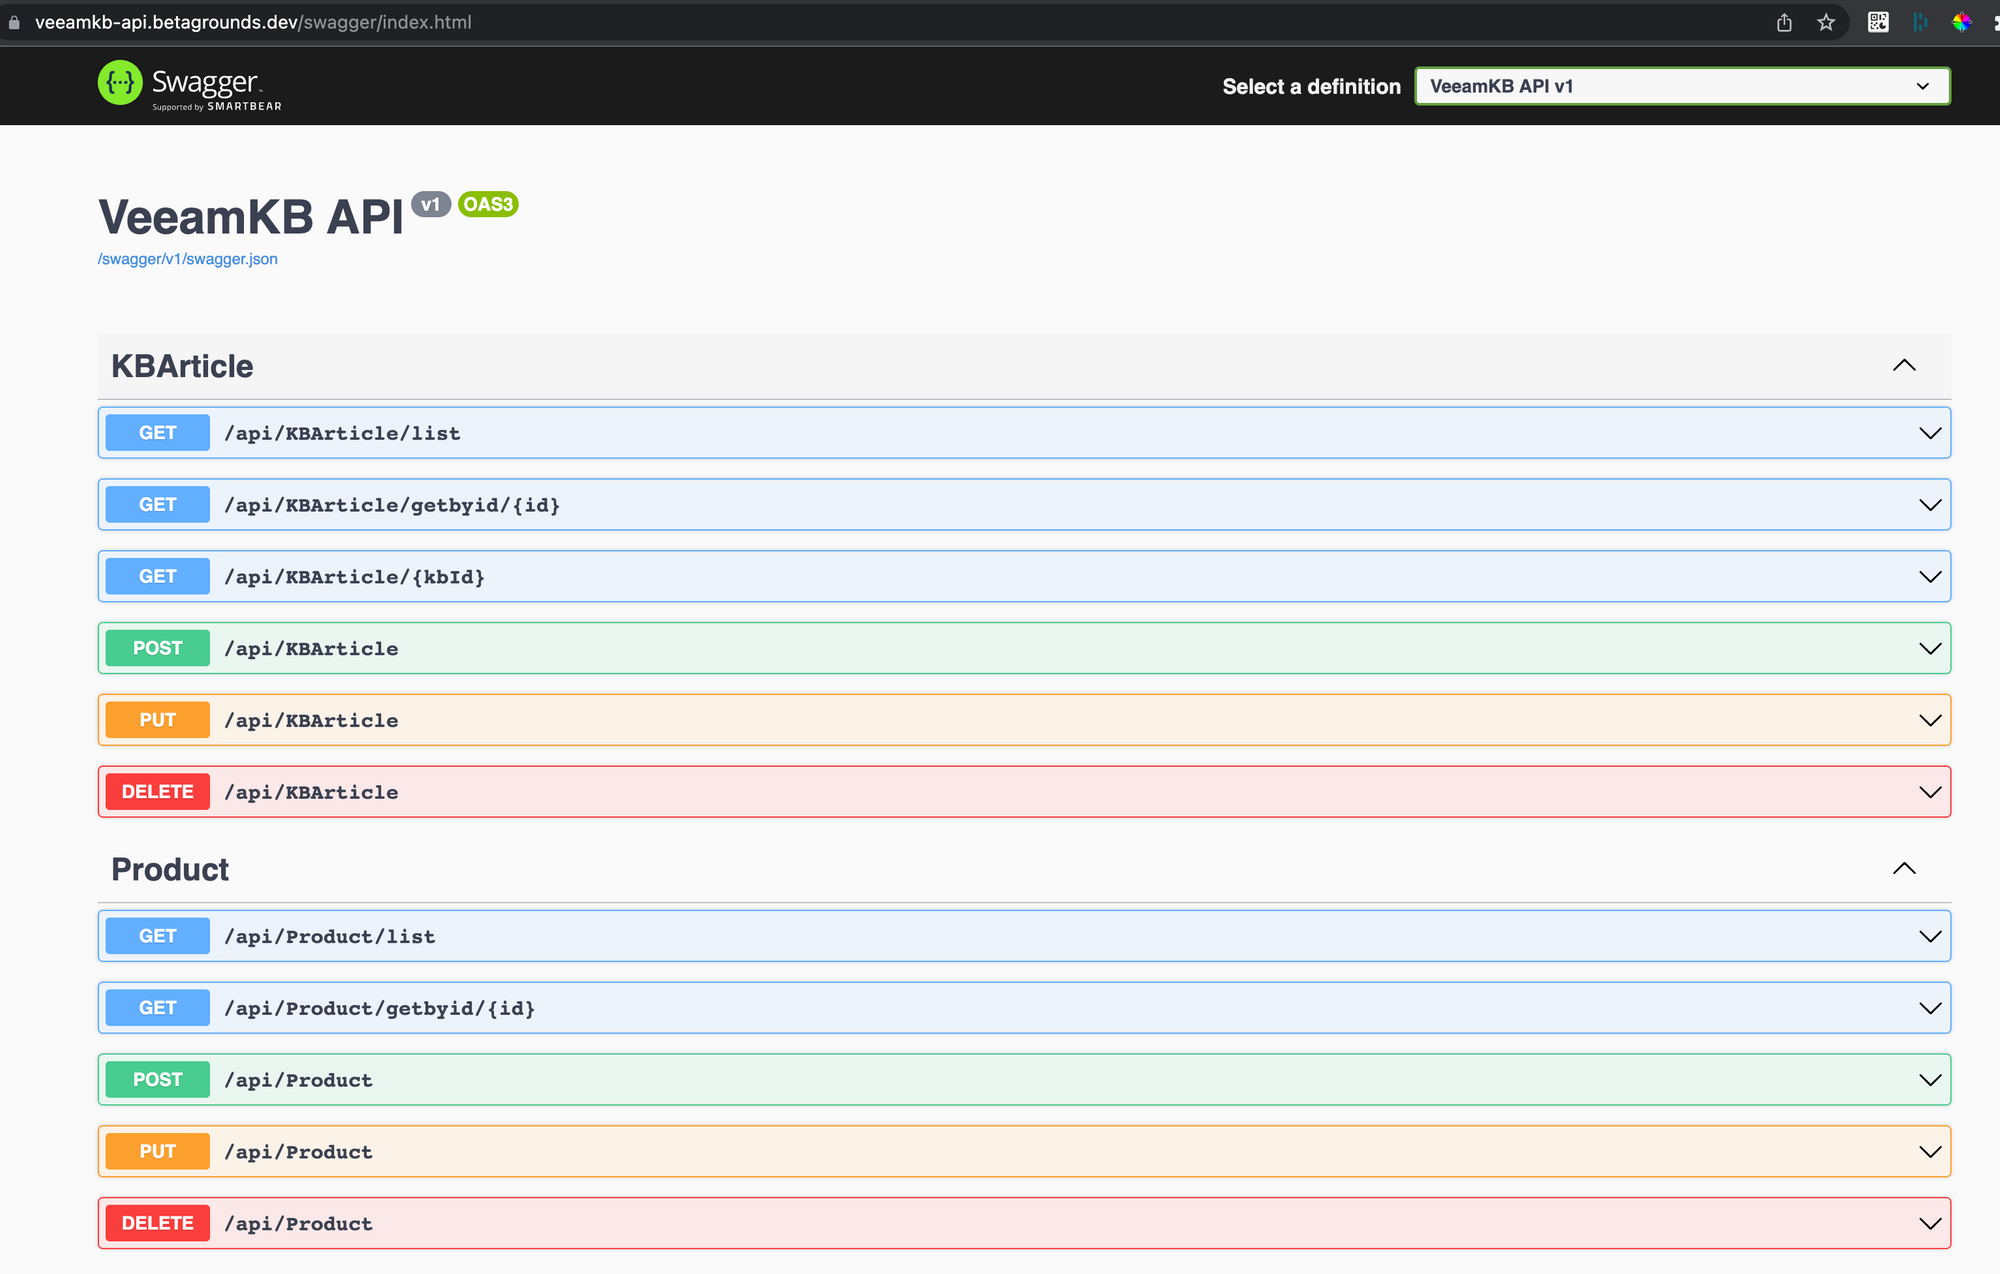 veeamkb-api.betagrounds.dev/swagger/index.html
{···} Swagger™
Supported by SMARTBEAR
Select a definition
VeeamKB API v1
VeeamKB API v1 OAS3
/swagger/v1/swagger.json
KBArticle
GET /api/KBArticle/list
GET /api/KBArticle/getbyid/{id}
GET /api/KBArticle/{kbId}
POST /api/KBArticle
PUT /api/KBArticle
DELETE /api/KBArticle
Product
GET /api/Product/list
GET /api/Product/getbyid/{id}
POST /api/Product
PUT /api/Product
DELETE /api/Product